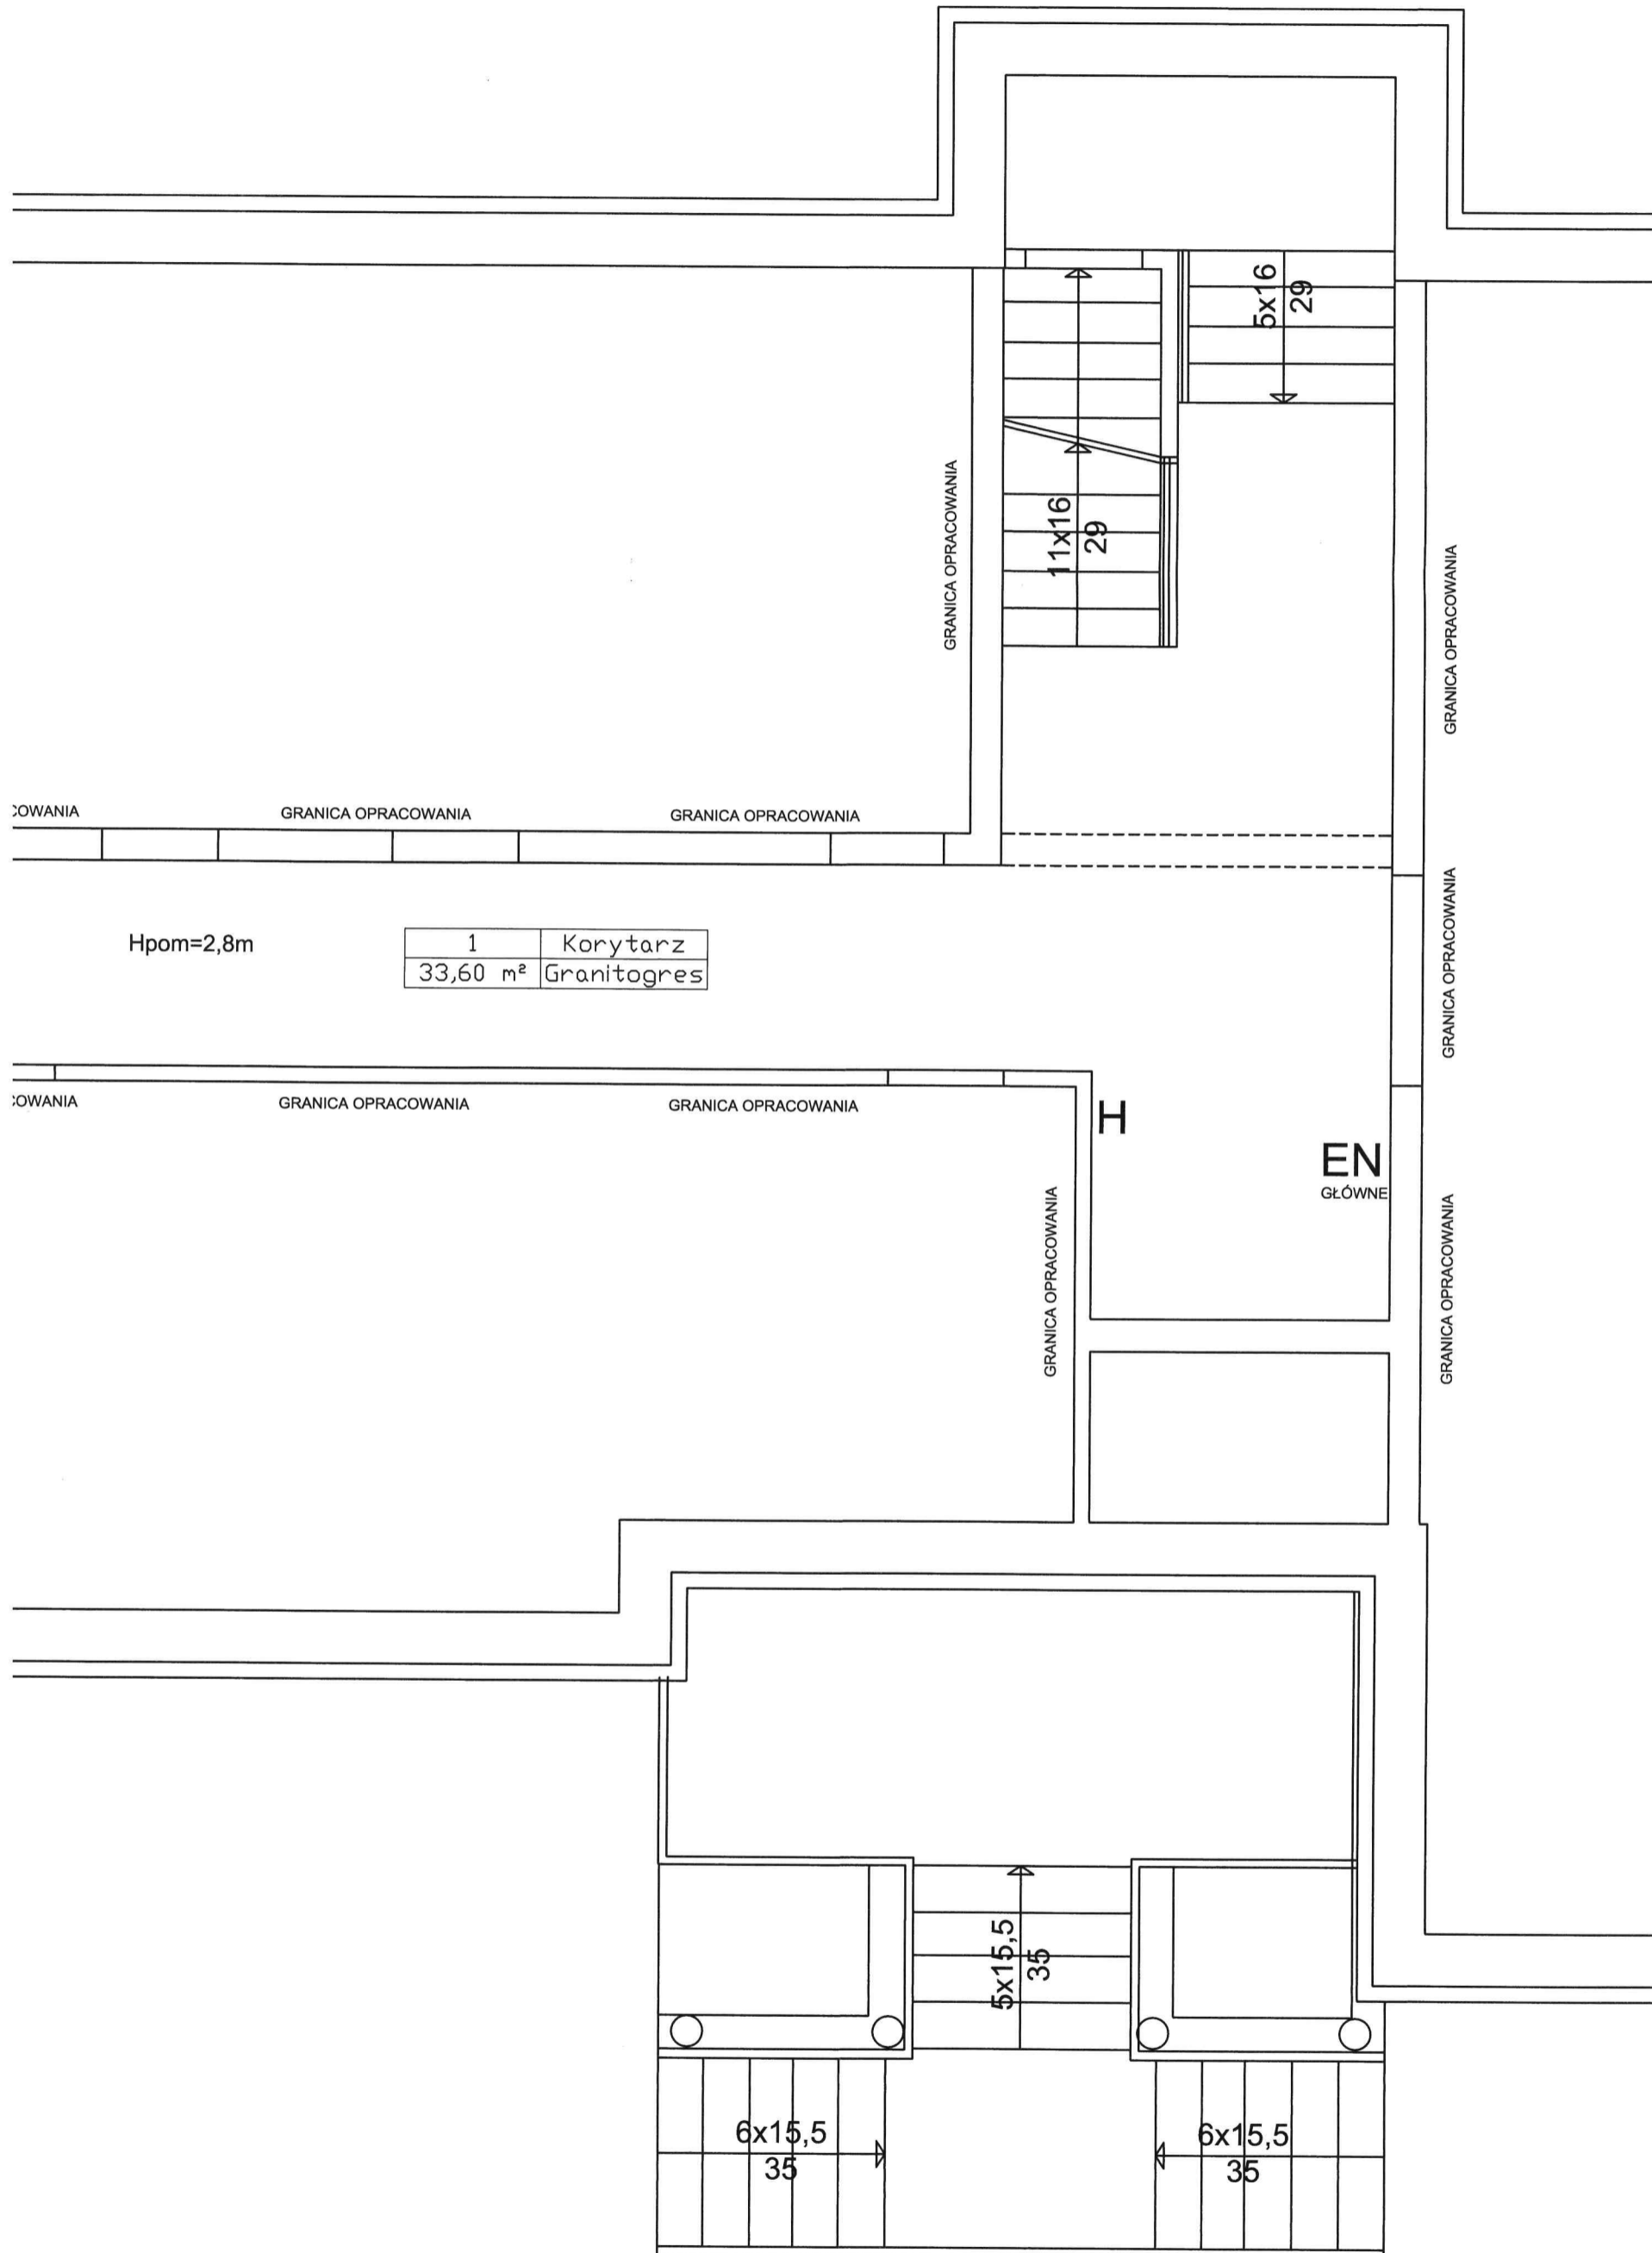 5x16
29
11x16
29
GRANICA OPRACOWANIA
GRANICA OPRACOWANIA
COWANIA
GRANICA OPRACOWANIA
GRANICA OPRACOWANIA
Hpom=2,8m
1 Korytarz
33,60 m² Granitogres
GRANICA OPRACOWANIA
COWANIA
GRANICA OPRACOWANIA
GRANICA OPRACOWANIA
H
EN
GŁÓWNE
GRANICA OPRACOWANIA
GRANICA OPRACOWANIA
5x15,5
35
6x15,5
35
6x15,5
35